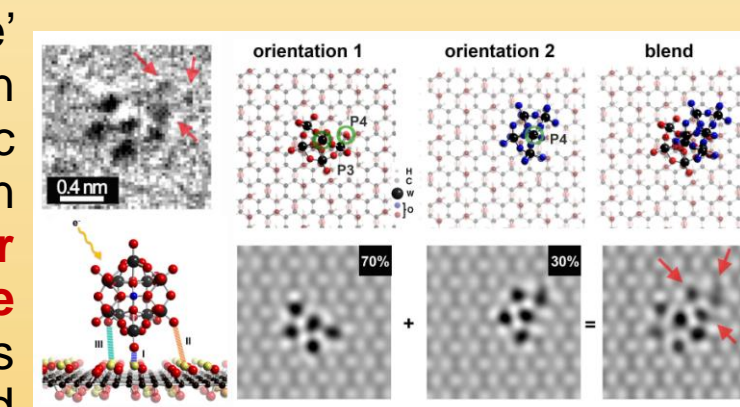 e'
n
c
n
r
e
s
d
orientation 1
orientation 2
blend
P4
P3
P4
H
C
W
O
0.4 nm
e-
III
I
II
70%
+
30%
=